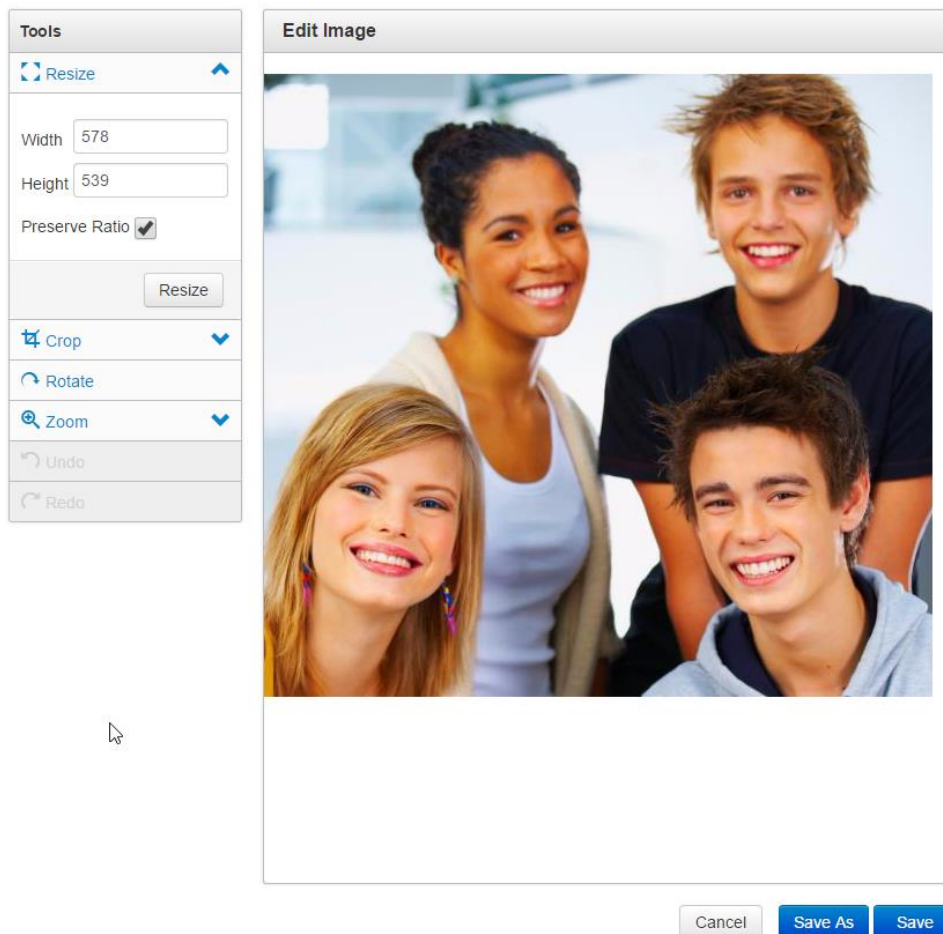 Tools
Resize
Width 578
Height 539
Preserve Ratio
Resize
Crop
Rotate
Zoom
Undo
Redo
Edit Image
Cancel Save As Save